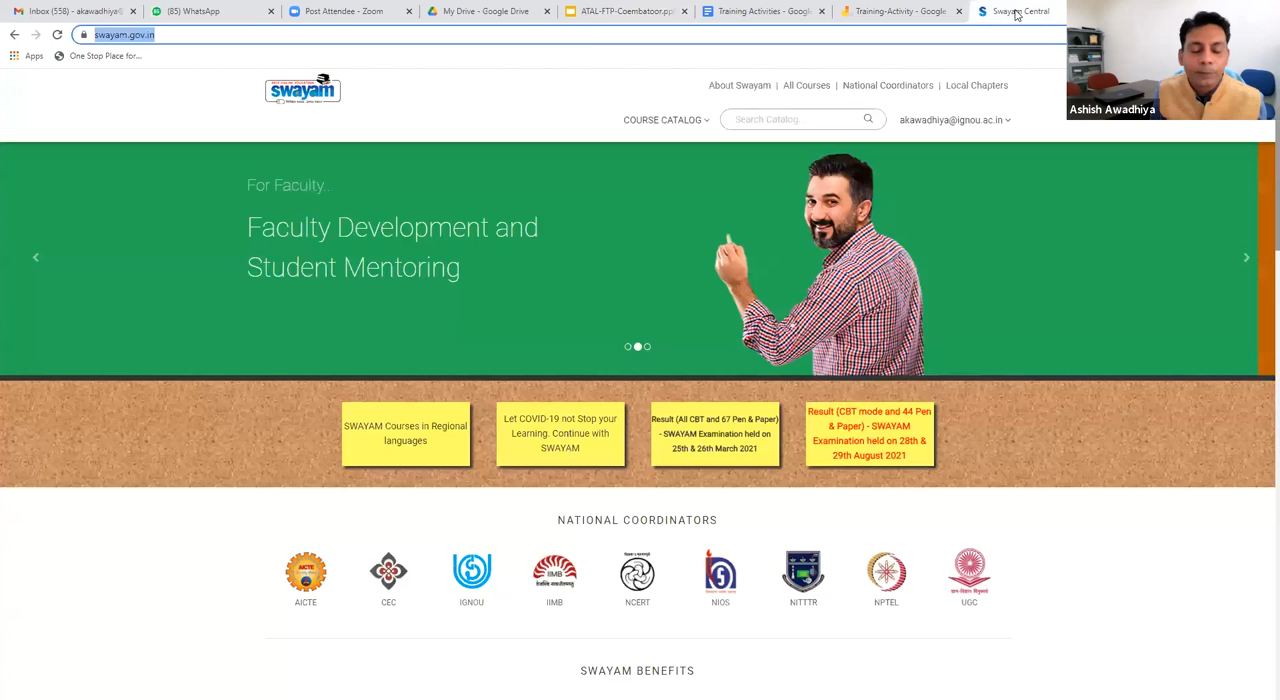 Inbox (558) - akawadhiya@
(85) WhatsApp
Post Attendee - Zoom
My Drive - Google Drive
ATAL-FTP-Coembatoor.pp
Training Activities - Googl
Training-Activity - Google
Swayam Central
swayam.gov.in
Apps
One Stop Place for...
Ashish Awadhiya
swayam
About Swayam | All Courses | National Coordinators | Local Chapters
COURSE CATALOG
Search Catalog...
akawadhiya@ignou.ac.in
For Faculty..
Faculty Development and
Student Mentoring
SWAYAM Courses in Regional
languages
Let COVID-19 not Stop your
Learning. Continue with
SWAYAM
Result (All CBT and 67 Pen & Paper)
- SWAYAM Examination held on
25th & 26th March 2021
Result (CBT mode and 44 Pen
& Paper) - SWAYAM
Examination held on 28th &
29th August 2021
NATIONAL COORDINATORS
AICTE
IIMB
AICTE
CEC
IGNOU
IIMB
NCERT
NIOS
NITTTR
NPTEL
UGC
SWAYAM BENEFITS